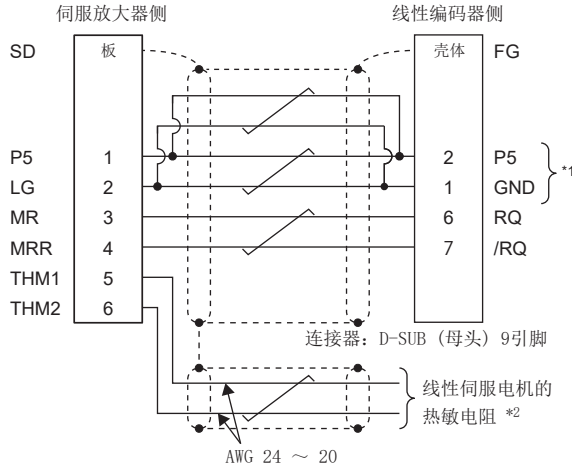 伺服放大器侧 线性编码器侧
SD 板 壳体 FG
P5 1 2 P5
LG 2 1 GND *1
MR 3 6 RQ
MRR 4 7 /RQ
THM1 5
THM2 6
连接器：D-SUB (母头) 9引脚
线性伺服电机的
热敏电阻 *2
AWG 24 ～ 20